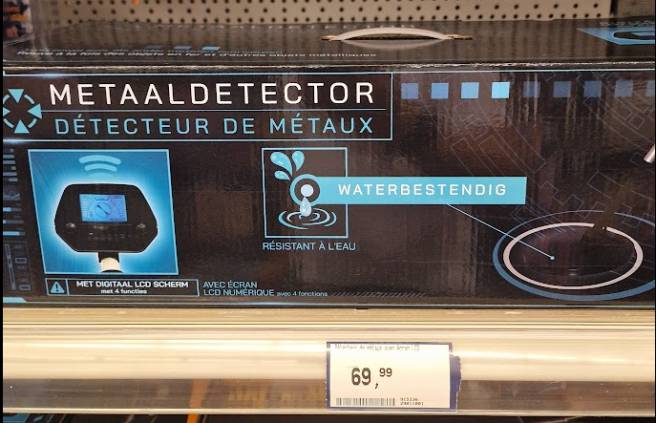 METAALDETECTOR
DÉTECTEUR DE MÉTAUX
WATERBESTENDIG
RÉSISTANT À L'EAU
MET DIGITAAL LCD SCHERM
met 4 functies
AVEC ÉCRAN
LCD NUMÉRIQUE avec 4 fonctions
69,99